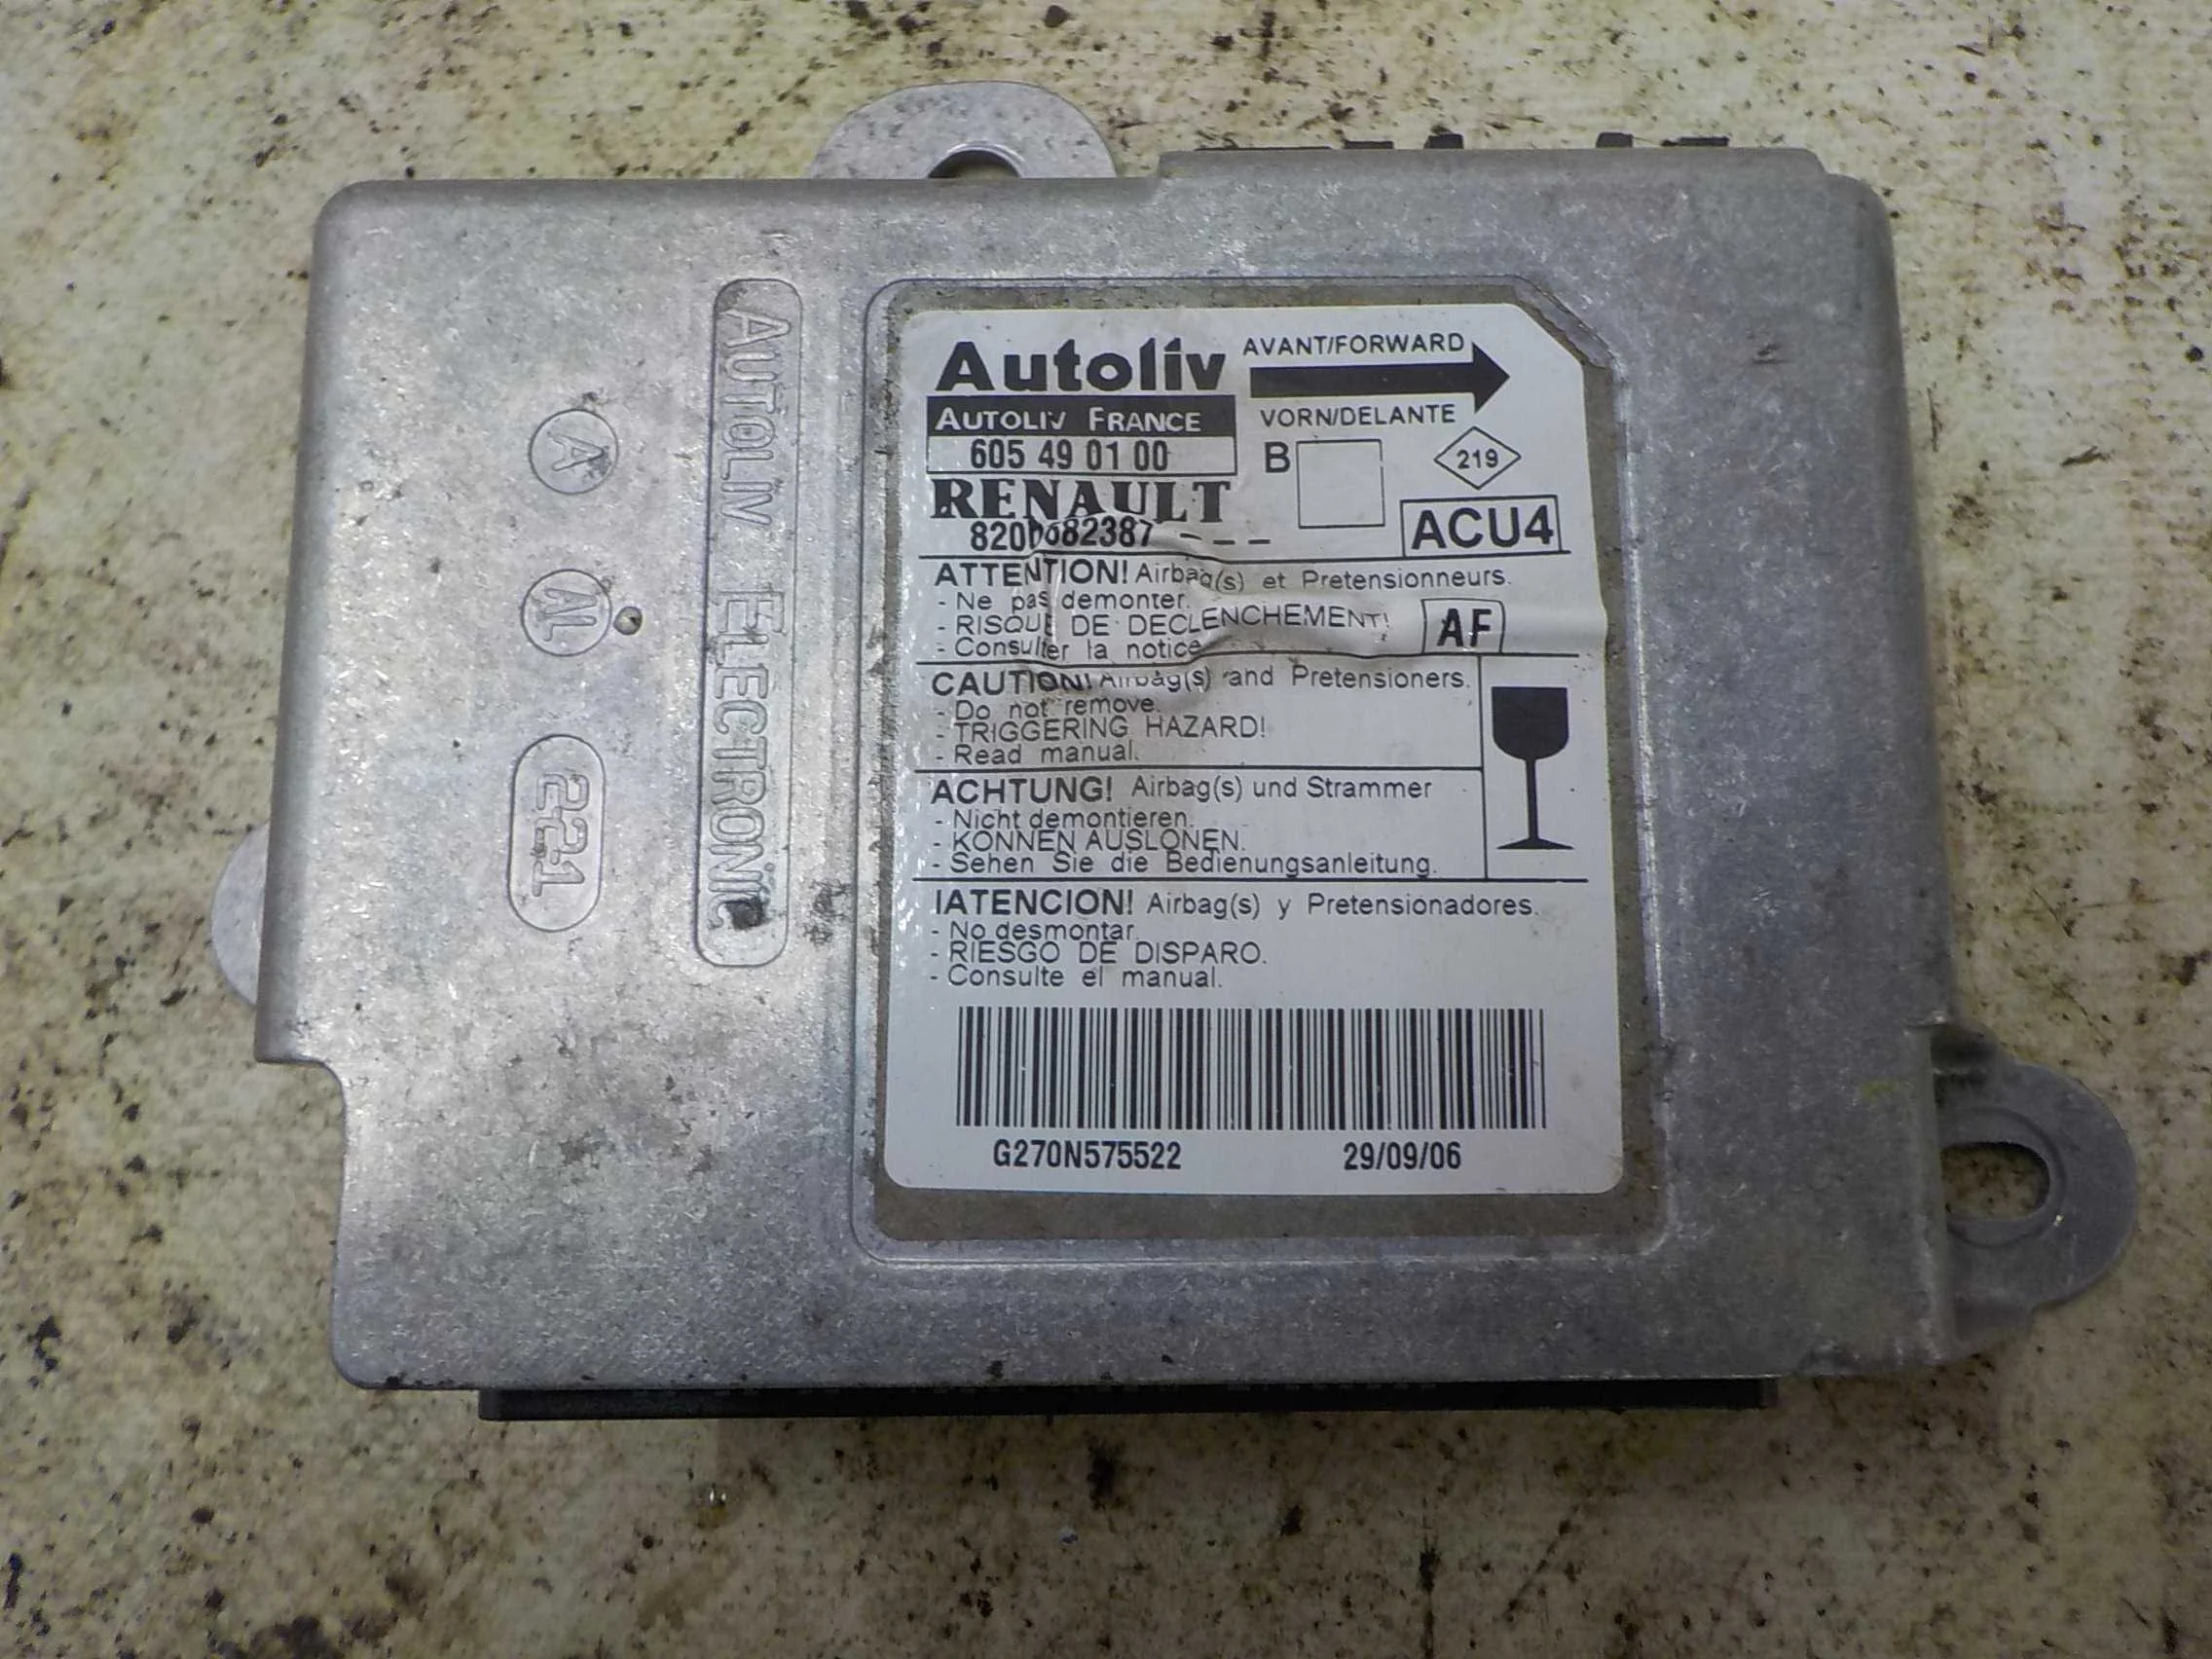 Autoliv
AVANT/FORWARD
AUTOLIV FRANCE
VORN/DELANTE
605 49 01 00
B
219
RENAULT
ACU4
8200682387 - - -
ATTENTION! Airbag(s) et Pretensionneurs.
- Ne pas demonter.
- RISQUE DE DECLENCHEMENT!
AF
- Consulter la notice
CAUTION! Airbag(s) and Pretensioners.
- Do not remove.
- TRIGGERING HAZARD!
- Read manual.
ACHTUNG! Airbag(s) und Strammer
- Nicht demontieren.
- KONNEN AUSLONEN.
- Sehen Sie die Bedienungsanleitung.
IATENCION! Airbag(s) y Pretensionadores.
- No desmontar.
- RIESGO DE DISPARO.
- Consulte el manual.
G270N575522
29/09/06
AUTOLIV ELECTRONIC
A
AL
2-2-1